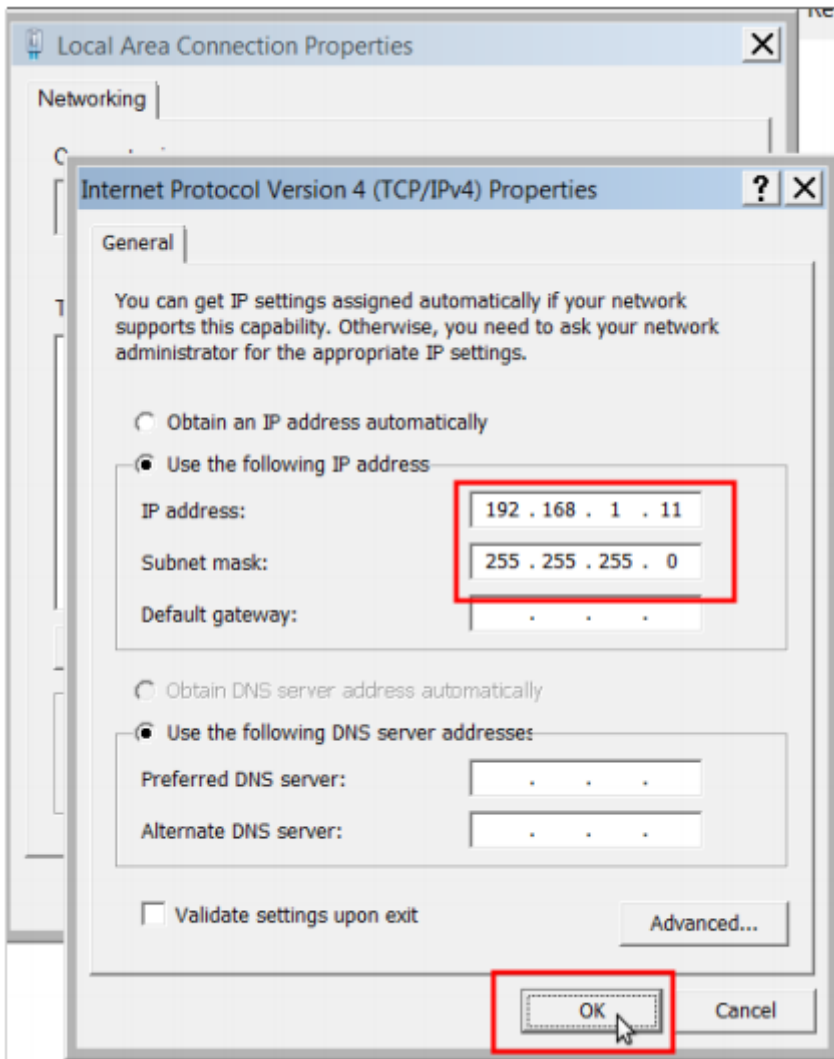 Re
Local Area Connection Properties
Networking
Internet Protocol Version 4 (TCP/IPv4) Properties
General
You can get IP settings assigned automatically if your network
supports this capability. Otherwise, you need to ask your network
administrator for the appropriate IP settings.
Obtain an IP address automatically
Use the following IP address
IP address: 192 . 168 . 1 . 11
Subnet mask: 255 . 255 . 255 . 0
Default gateway: . . .
Obtain DNS server address automatically
Use the following DNS server addresses
Preferred DNS server: . . .
Alternate DNS server: . . .
Validate settings upon exit
Advanced...
OK Cancel